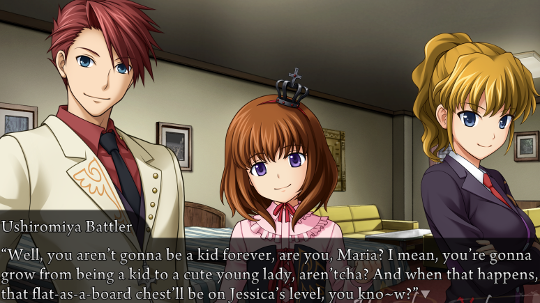 Ushiromiya Battler
“Well, you aren’t gonna be a kid forever, are you, Maria? I mean, you’re gonna
grow from being a kid to a cute young lady, aren’tcha? And when that happens,
that flat-as-a-board chest’ll be on Jessica’s level, you kno~w?”